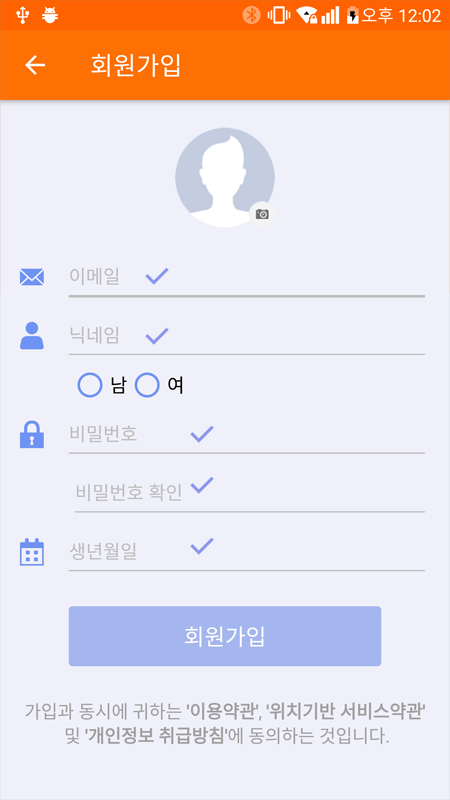 오후 12:02
회원가입
이메일
닉네임
남 여
비밀번호
비밀번호 확인
생년월일
회원가입
가입과 동시에 귀하는 '이용약관', '위치기반 서비스약관'
및 '개인정보 취급방침'에 동의하는 것입니다.